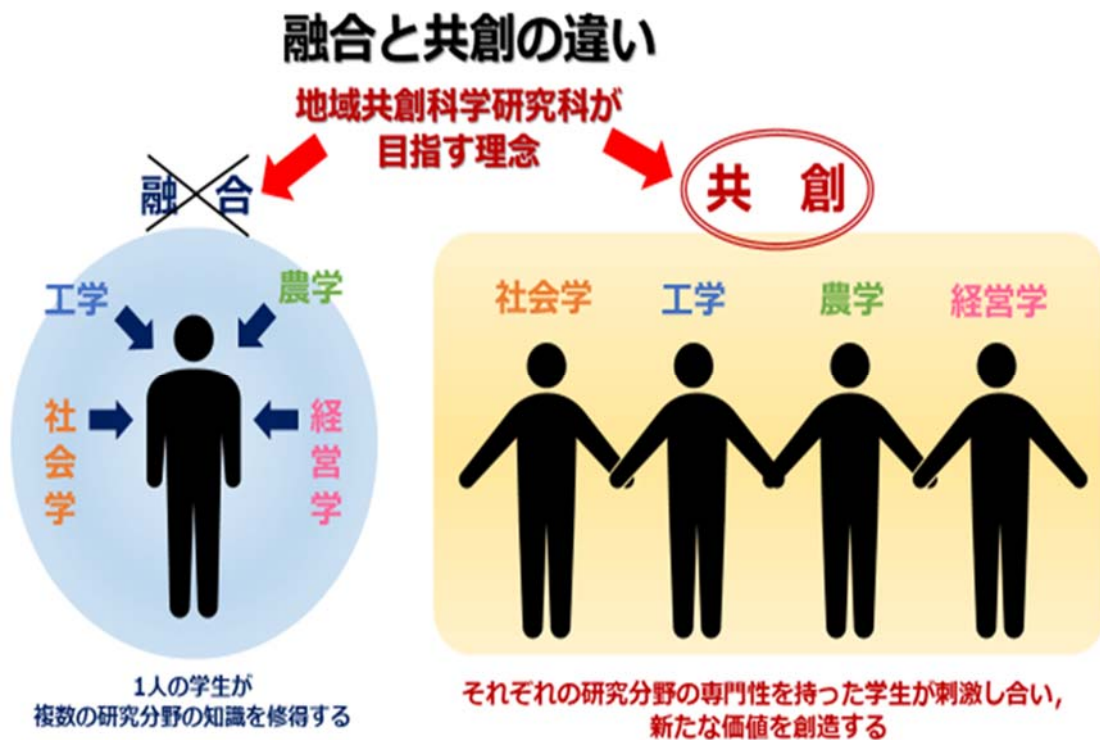 融合と共創の違い
地域共創科学研究科が
目指す理念
融 合
共 創
工学
農学
社会学
経営学
社会学
工学
農学
経営学
1人の学生が
複数の研究分野の知識を修得する
それぞれの研究分野の専門性を持った学生が刺激し合い,
新たな価値を創造する